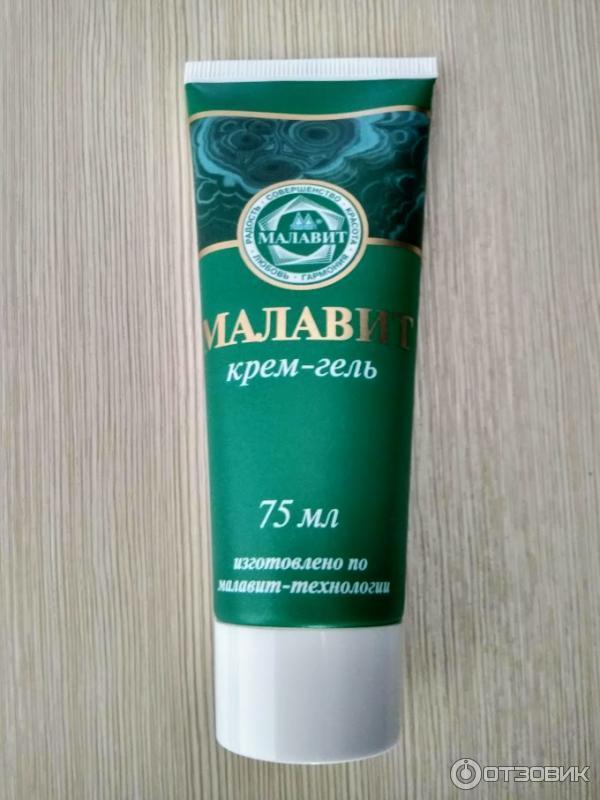 РАДОСТЬ · СОВЕРШЕНСТВО · КРАСОТА
МАЛАВИТ
ЛЮБОВЬ · ГАРМОНИЯ
МАЛАВИТ
крем-гель
75 мл
изготовлено по
малавит-технологии
ОТЗОВИК